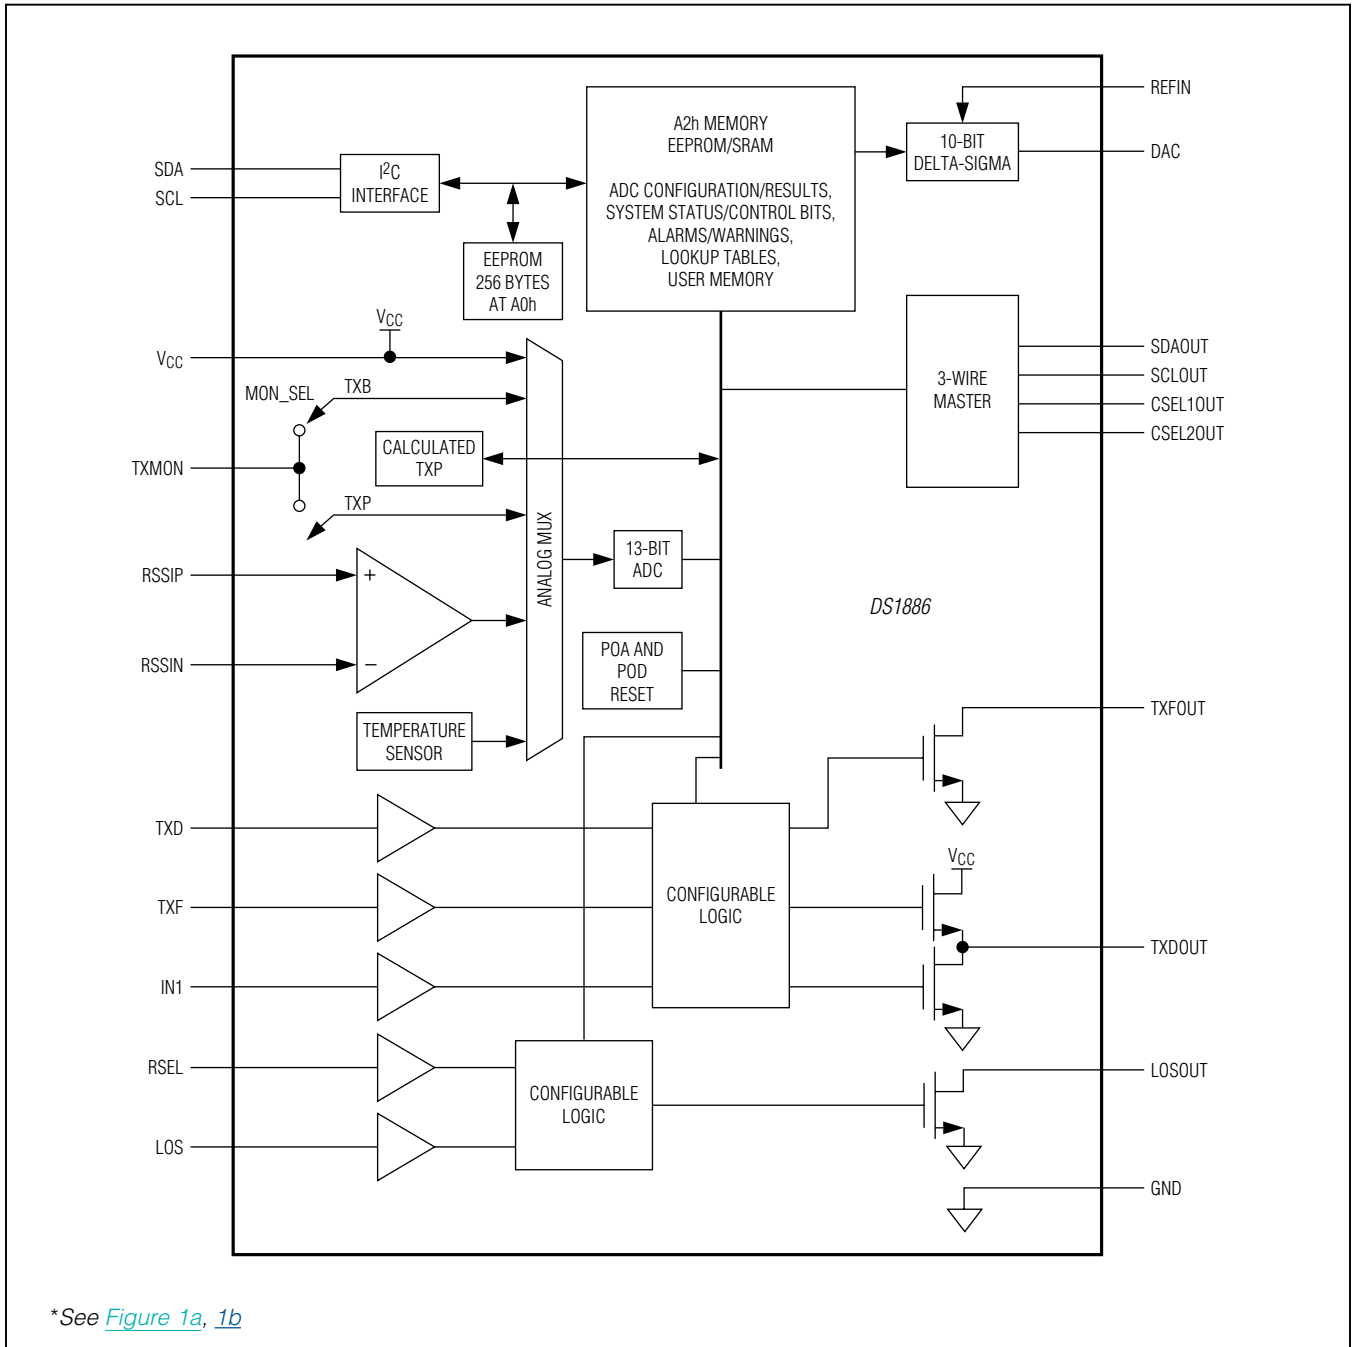 REFIN
A2h MEMORY
EEPROM/SRAM
10-BIT
DELTA-SIGMA
DAC
SDA
SCL
I2C
INTERFACE
ADC CONFIGURATION/RESULTS,
SYSTEM STATUS/CONTROL BITS,
ALARMS/WARNINGS,
LOOKUP TABLES,
USER MEMORY
EEPROM
256 BYTES
AT A0h
VCC
VCC
MON_SEL
TXB
3-WIRE
MASTER
SDAOUT
SCLOUT
CSEL1OUT
CSEL2OUT
TXMON
CALCULATED
TXP
TXP
ANALOG MUX
13-BIT
ADC
RSSIP
+
DS1886
RSSIN
−
POA AND
POD
RESET
TEMPERATURE
SENSOR
TXFOUT
TXD
TXF
IN1
CONFIGURABLE
LOGIC
VCC
TXDOUT
RSEL
LOS
CONFIGURABLE
LOGIC
LOSOUT
GND
*See Figure 1a, 1b